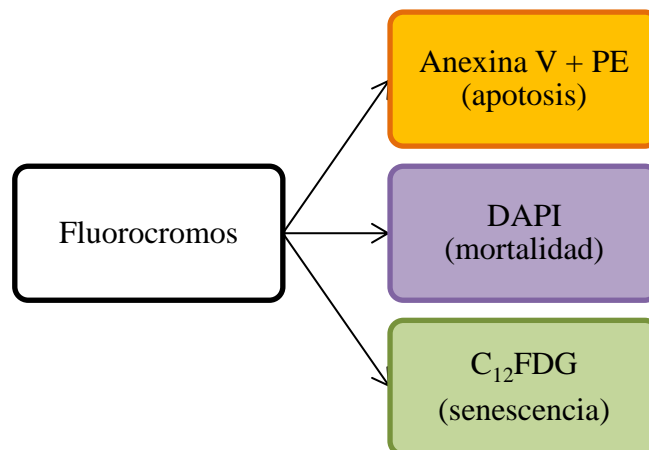 Anexina V + PE
(apotosis)
Fluorocromos
DAPI
(mortalidad)
C₁₂FDG
(senescencia)